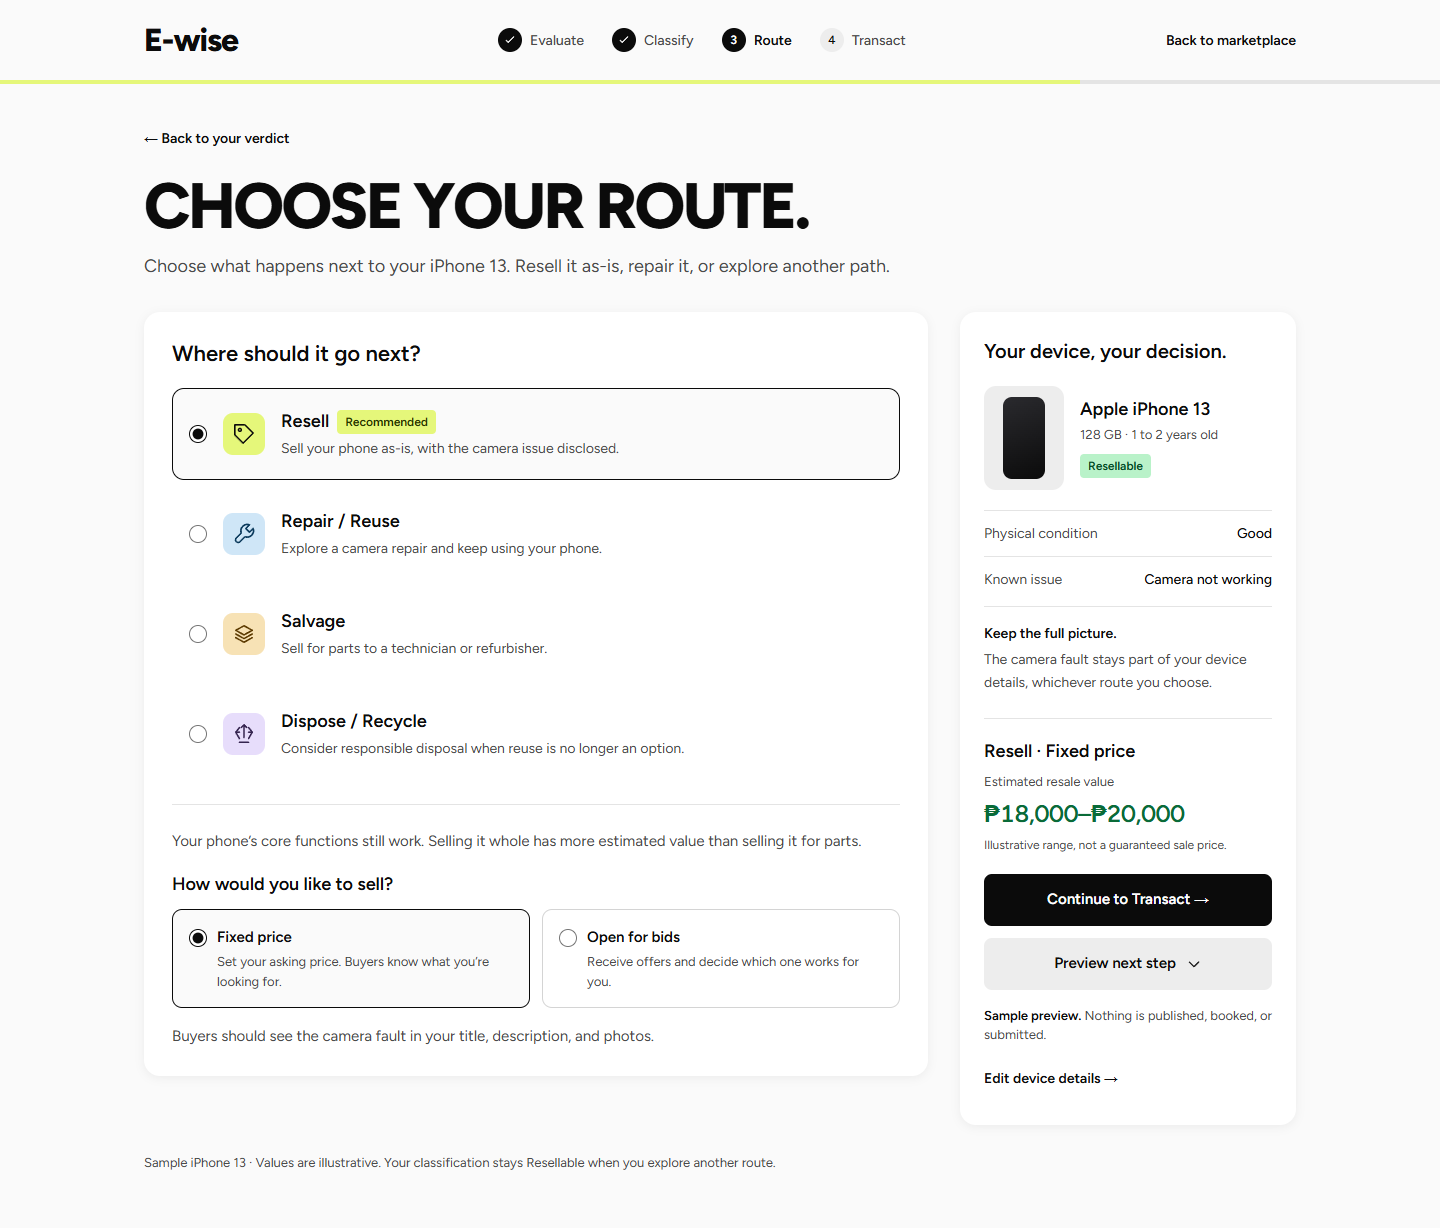 E-wise
Evaluate
Classify
3 Route
4 Transact
Back to marketplace
← Back to your verdict
CHOOSE YOUR ROUTE.
Choose what happens next to your iPhone 13. Resell it as-is, repair it, or explore another path.
Where should it go next?
Resell Recommended
Sell your phone as-is, with the camera issue disclosed.
Repair / Reuse
Explore a camera repair and keep using your phone.
Salvage
Sell for parts to a technician or refurbisher.
Dispose / Recycle
Consider responsible disposal when reuse is no longer an option.
Your phone's core functions still work. Selling it whole has more estimated value than selling it for parts.
How would you like to sell?
Fixed price
Set your asking price. Buyers know what you're
looking for.
Open for bids
Receive offers and decide which one works for
you.
Buyers should see the camera fault in your title, description, and photos.
Your device, your decision.
Apple iPhone 13
128 GB · 1 to 2 years old
Resellable
Physical condition Good
Known issue Camera not working
Keep the full picture.
The camera fault stays part of your device
details, whichever route you choose.
Resell · Fixed price
Estimated resale value
₱18,000–₱20,000
Illustrative range, not a guaranteed sale price.
Continue to Transact →
Preview next step
Sample preview. Nothing is published, booked, or
submitted.
Edit device details →
Sample iPhone 13 · Values are illustrative. Your classification stays Resellable when you explore another route.